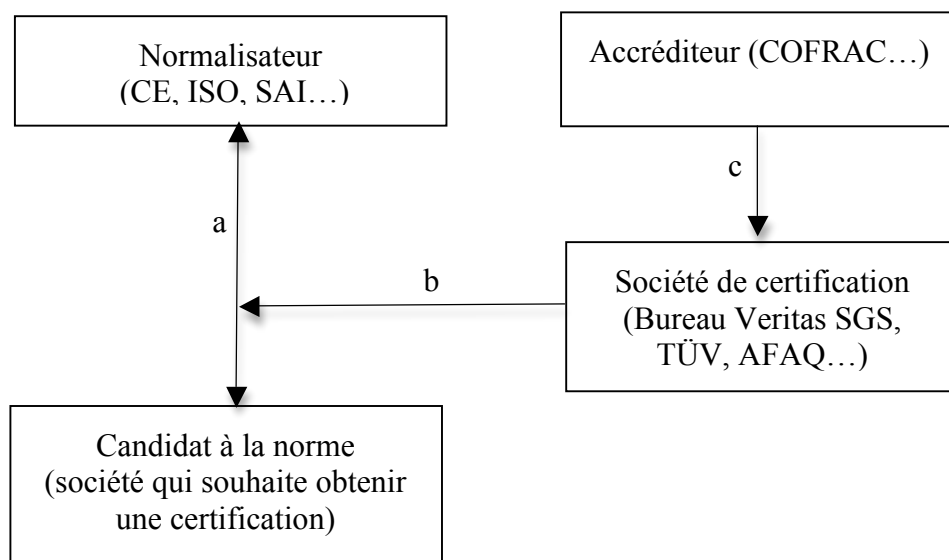 Normalisateur
(CE, ISO, SAI…)
Accréditeur (COFRAC…)
c
a
b
Société de certification
(Bureau Veritas SGS,
TÜV, AFAQ…)
Candidat à la norme
(société qui souhaite obtenir
une certification)